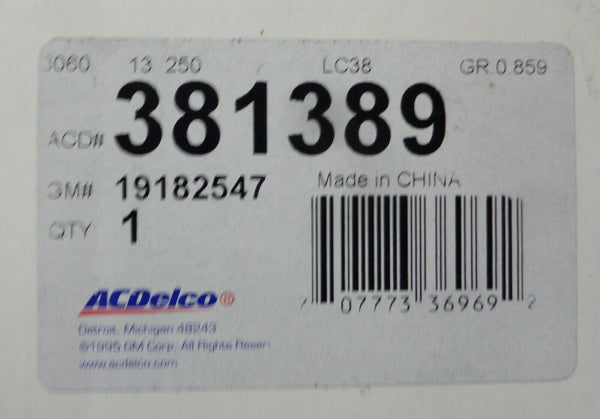 3060 13 250 LC38 GR.0.859
ACD# 381389
GM# 19182547 Made in CHINA
QTY 1
7 07773 36969 2
ACDelco®
Detroit, Michigan 48243
©1995 GM Corp. All Rights Reser
www.acdelco.com